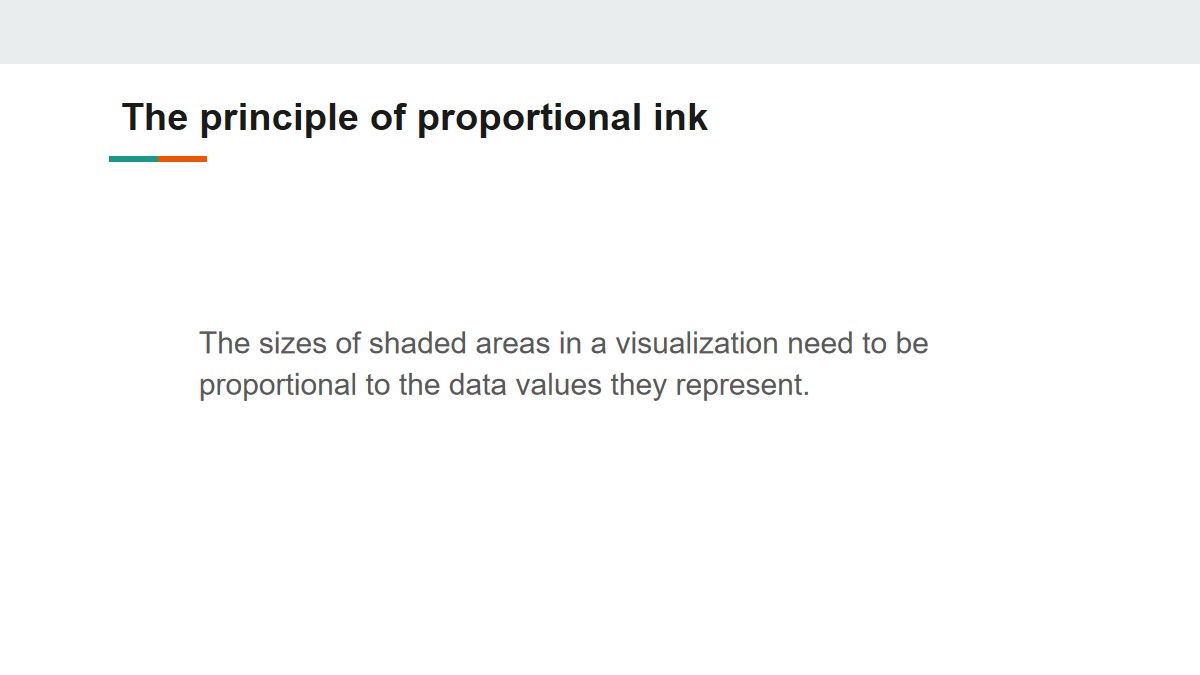 The principle of proportional ink
The sizes of shaded areas in a visualization need to be
proportional to the data values they represent.